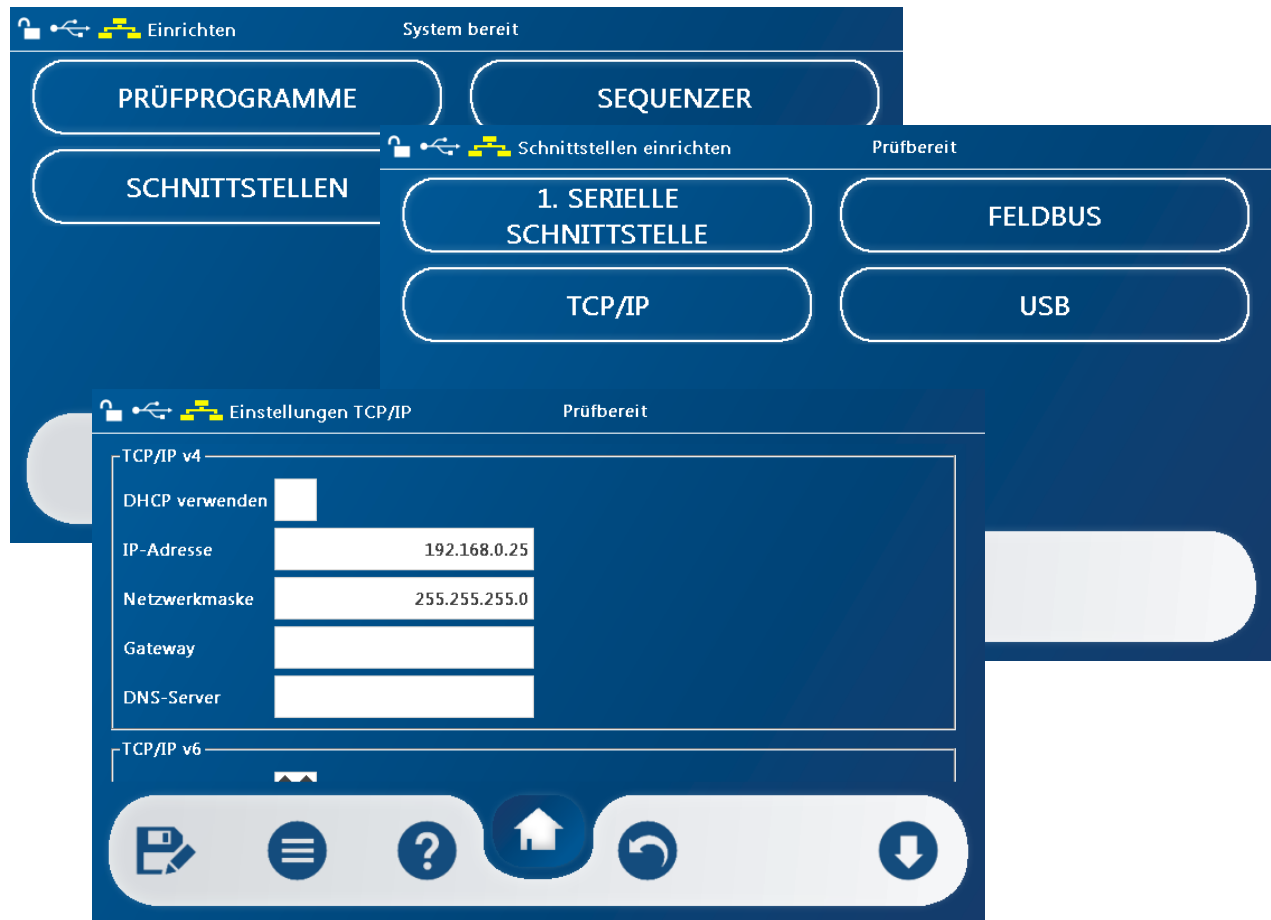 Einrichten
System bereit
PRÜFPROGRAMME
SEQUENZER
SCHNITTSTELLEN
Schnittstellen einrichten
Prüfbereit
1. SERIELLE
SCHNITTSTELLE
FELDBUS
TCP/IP
USB
Einstellungen TCP/IP
Prüfbereit
TCP/IP v4
DHCP verwenden
IP-Adresse
192.168.0.25
Netzwerkmaske
255.255.255.0
Gateway
DNS-Server
TCP/IP v6
?